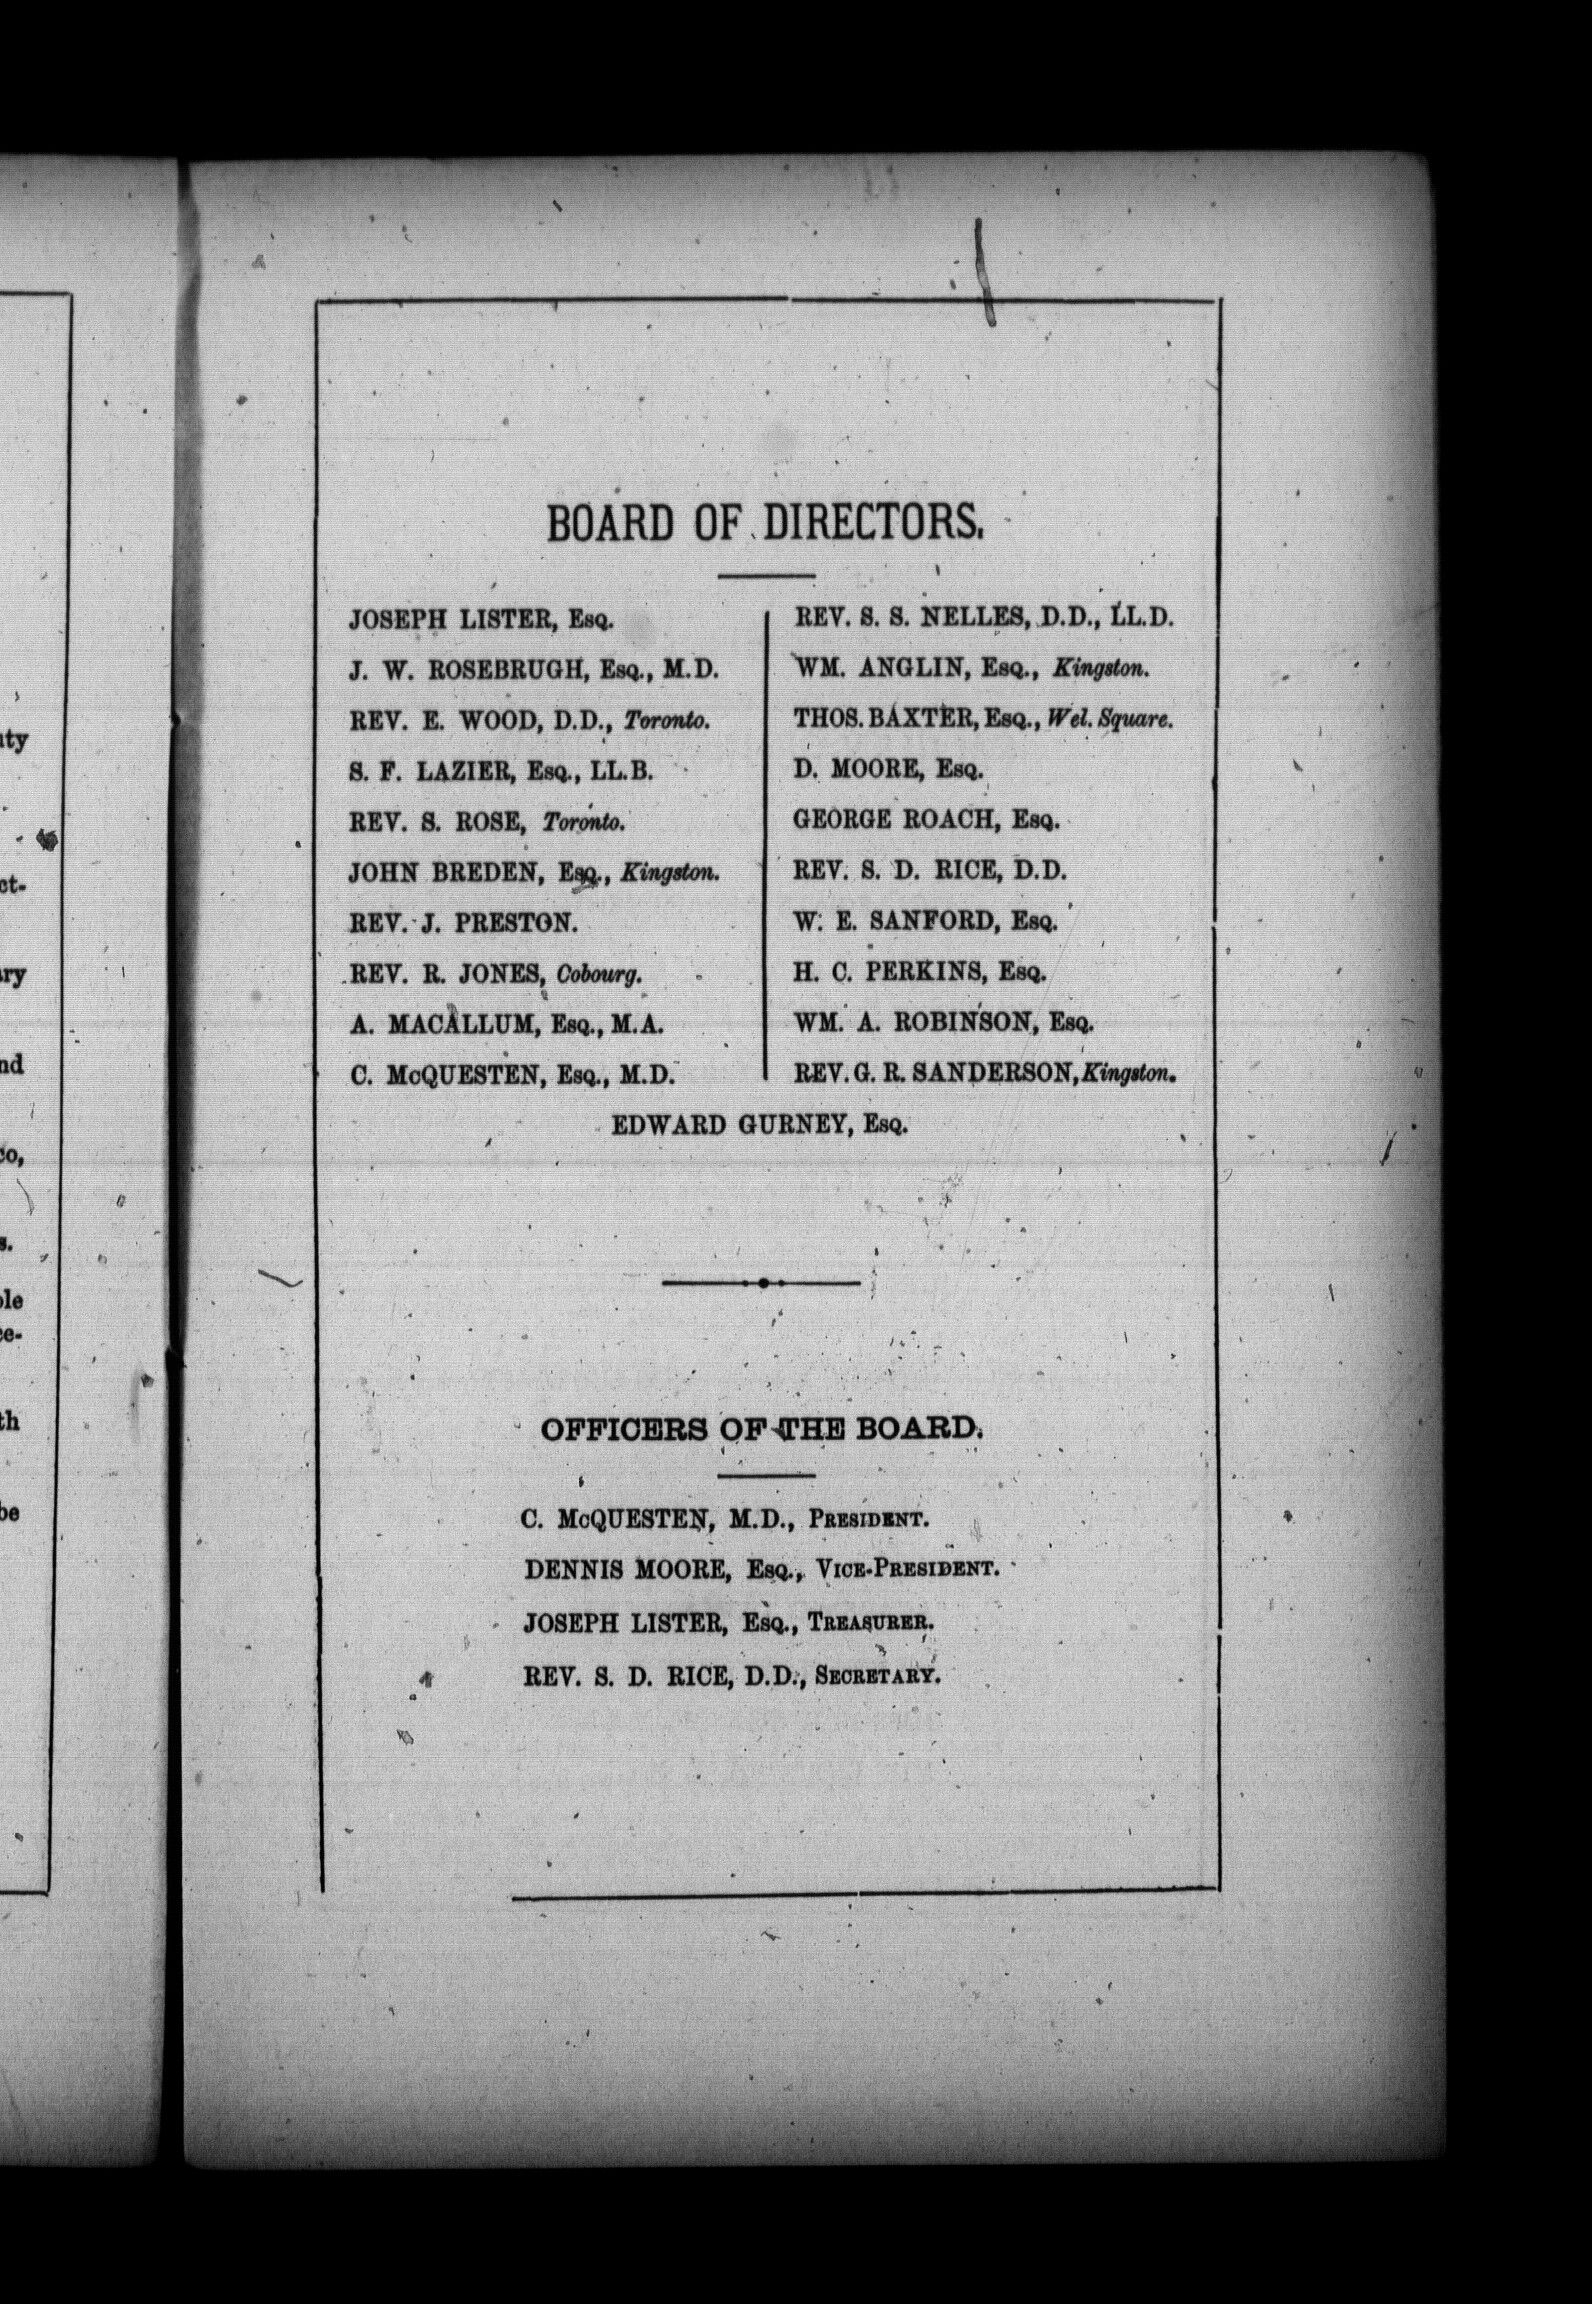 BOARD OF DIRECTORS.
JOSEPH LISTER, Esq.
J. W. ROSEBRUGH, Esq., M.D.
REV. E. WOOD, D.D., Toronto.
S. F. LAZIER, Esq., LL.B.
REV. S. ROSE, Toronto.
JOHN BREDEN, Esq., Kingston.
REV. J. PRESTON.
REV. R. JONES, Cobourg.
A. MACALLUM, Esq., M.A.
C. McQUESTEN, Esq., M.D.
REV. S. S. NELLES, D.D., LL.D.
WM. ANGLIN, Esq., Kingston.
THOS. BAXTER, Esq., Wel. Square.
D. MOORE, Esq.
GEORGE ROACH, Esq.
REV. S. D. RICE, D.D.
W. E. SANFORD, Esq.
H. C. PERKINS, Esq.
WM. A. ROBINSON, Esq.
REV. G. R. SANDERSON, Kingston.
EDWARD GURNEY, Esq.
OFFICERS OF THE BOARD.
C. McQUESTEN, M.D., PRESIDENT.
DENNIS MOORE, Esq., VICE-PRESIDENT.
JOSEPH LISTER, Esq., TREASURER.
REV. S. D. RICE, D.D., SECRETARY.